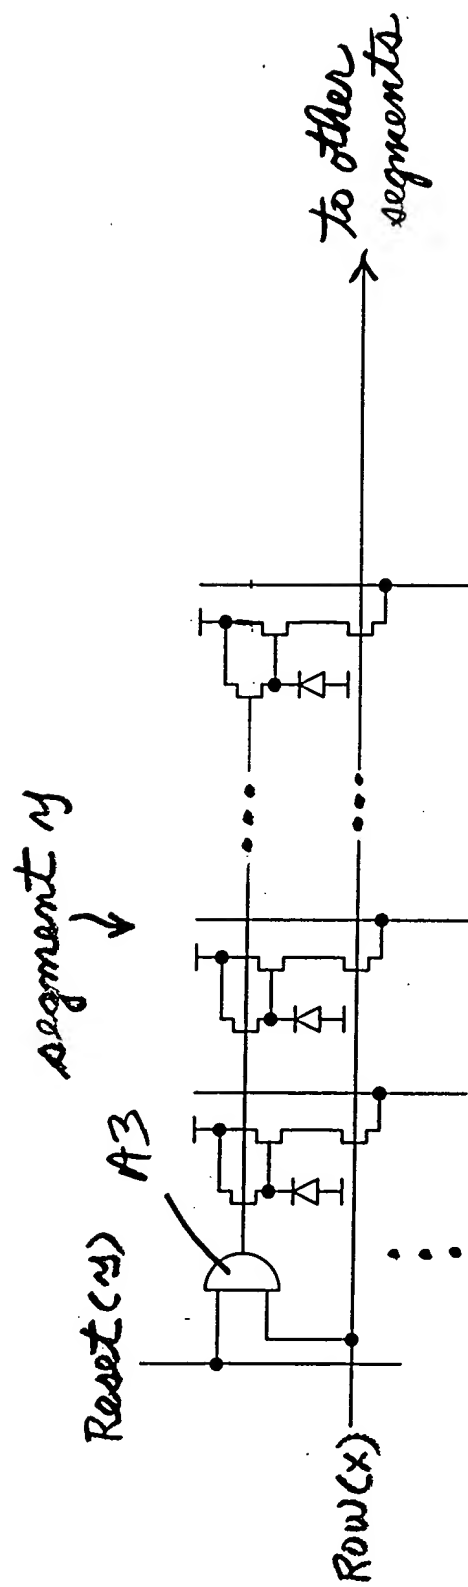 segment y
Reset(y)
A3
Row(x)
to other
segments